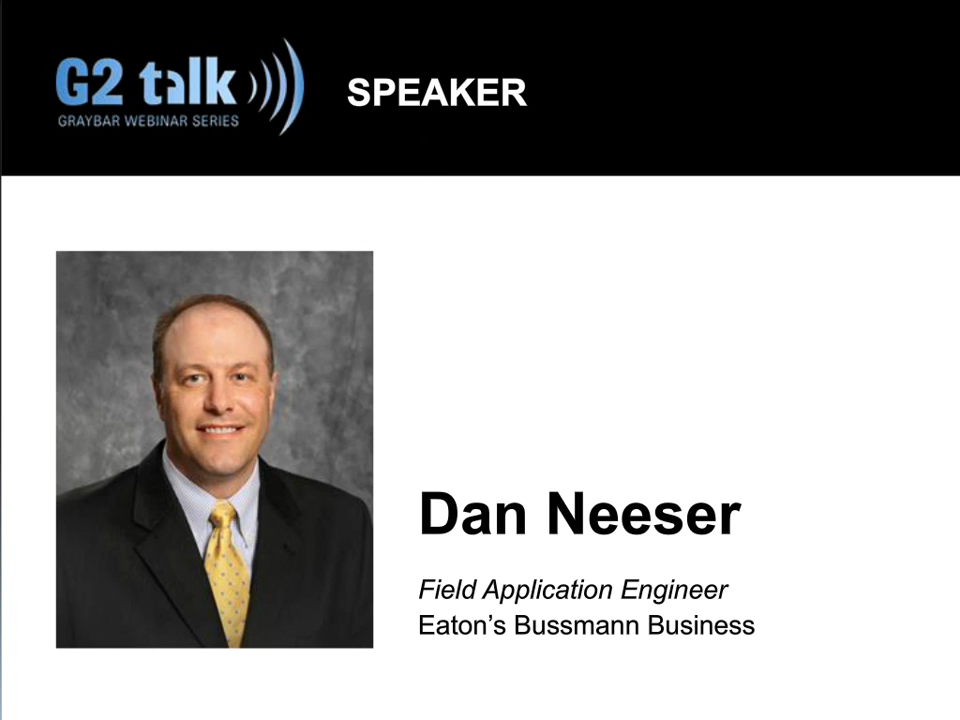 G2 talk
GRAYBAR WEBINAR SERIES
SPEAKER
Dan Neeser
Field Application Engineer
Eaton’s Bussmann Business